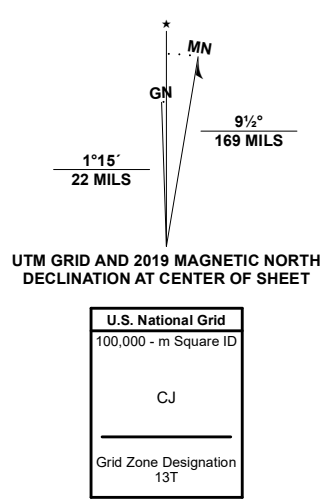 ★
MN
GN
9½°
169 MILS
1°15´
22 MILS
UTM GRID AND 2019 MAGNETIC NORTH
DECLINATION AT CENTER OF SHEET
U.S. National Grid
100,000 - m Square ID
CJ
Grid Zone Designation
13T